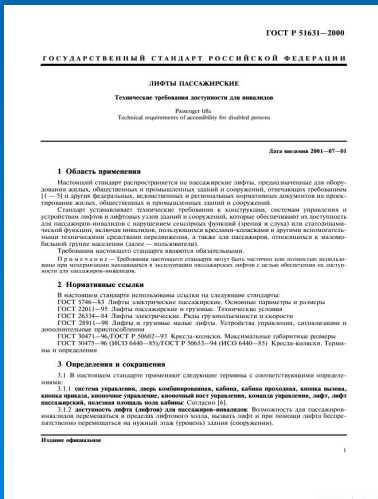 ГОСТ Р 51631—2000
ГОСУДАРСТВЕННЫЙ СТАНДАРТ РОССИЙСКОЙ ФЕДЕРАЦИИ
ЛИФТЫ ПАССАЖИРСКИЕ
Технические требования доступности для инвалидов
Passenger lifts.
Technical requirements of accessibility for disabled persons
Дата введения 2001—07—01
1 Область применения
Настоящий стандарт распространяется на пассажирские лифты, предназначенные для обору-
дования жилых, общественных и промышленных зданий и сооружений, отвечающих требованиям
[1 — 5] и других федеральных, ведомственных и региональных нормативных документов на проек-
тирование жилых, общественных и промышленных зданий и сооружений.
Стандарт устанавливает технические требования к конструкции, системам управления и
устройствам лифтов и лифтовых узлов зданий и сооружений, которые обеспечивают их доступность
для пассажиров-инвалидов с нарушением сенсорных функций (зрения и слуха) или статодинами-
ческой функции, включая инвалидов, пользующихся креслами-колясками и другими вспомогатель-
ными техническими средствами передвижения, а также для пассажиров, относящихся к маломо-
бильной группе населения (далее — пользователи).
Требования настоящего стандарта являются обязательными.
Примечание — Требования настоящего стандарта могут быть частично или полностью использо-
ваны при модернизации находящихся в эксплуатации пассажирских лифтов с целью обеспечения их доступ-
ности для пассажиров-инвалидов.
2 Нормативные ссылки
В настоящем стандарте использованы ссылки на следующие стандарты:
ГОСТ 5746—83 Лифты электрические пассажирские. Основные параметры и размеры
ГОСТ 22011—95 Лифты пассажирские и грузовые. Технические условия
ГОСТ 26334—84 Лифты электрические. Ряды грузоподъемности и скорости
ГОСТ 28911—98 Лифты и грузовые малые лифты. Устройства управления, сигнализации и
дополнительные приспособления
ГОСТ 30471—96/ГОСТ Р 50602—93 Кресла-коляски. Максимальные габаритные размеры
ГОСТ 30475—96 (ИСО 6440—85)/ГОСТ Р 50653—94 (ИСО 6440—85) Кресла-коляски. Терми-
ны и определения
3 Определения и сокращения
3.1 В настоящем стандарте применяют следующие термины с соответствующими определе-
ниями:
3.1.1 система управления, дверь комбинированная, кабина, кабина проходная, кнопка вызова,
кнопка приказа, кнопочное управление, кнопочный пост управления, команда управления, лифт, лифт
пассажирский, полезная площадь пола кабины: Согласно [6].
3.1.2 доступность лифта (лифтов) для пассажиров-инвалидов: Возможность для пассажиров-
инвалидов перемещаться в пределах лифтового холла, вызвать лифт и при помощи лифта беспре-
пятственно перемещаться на нужный этаж (уровень) здания (сооружения).
Издание официальное
1